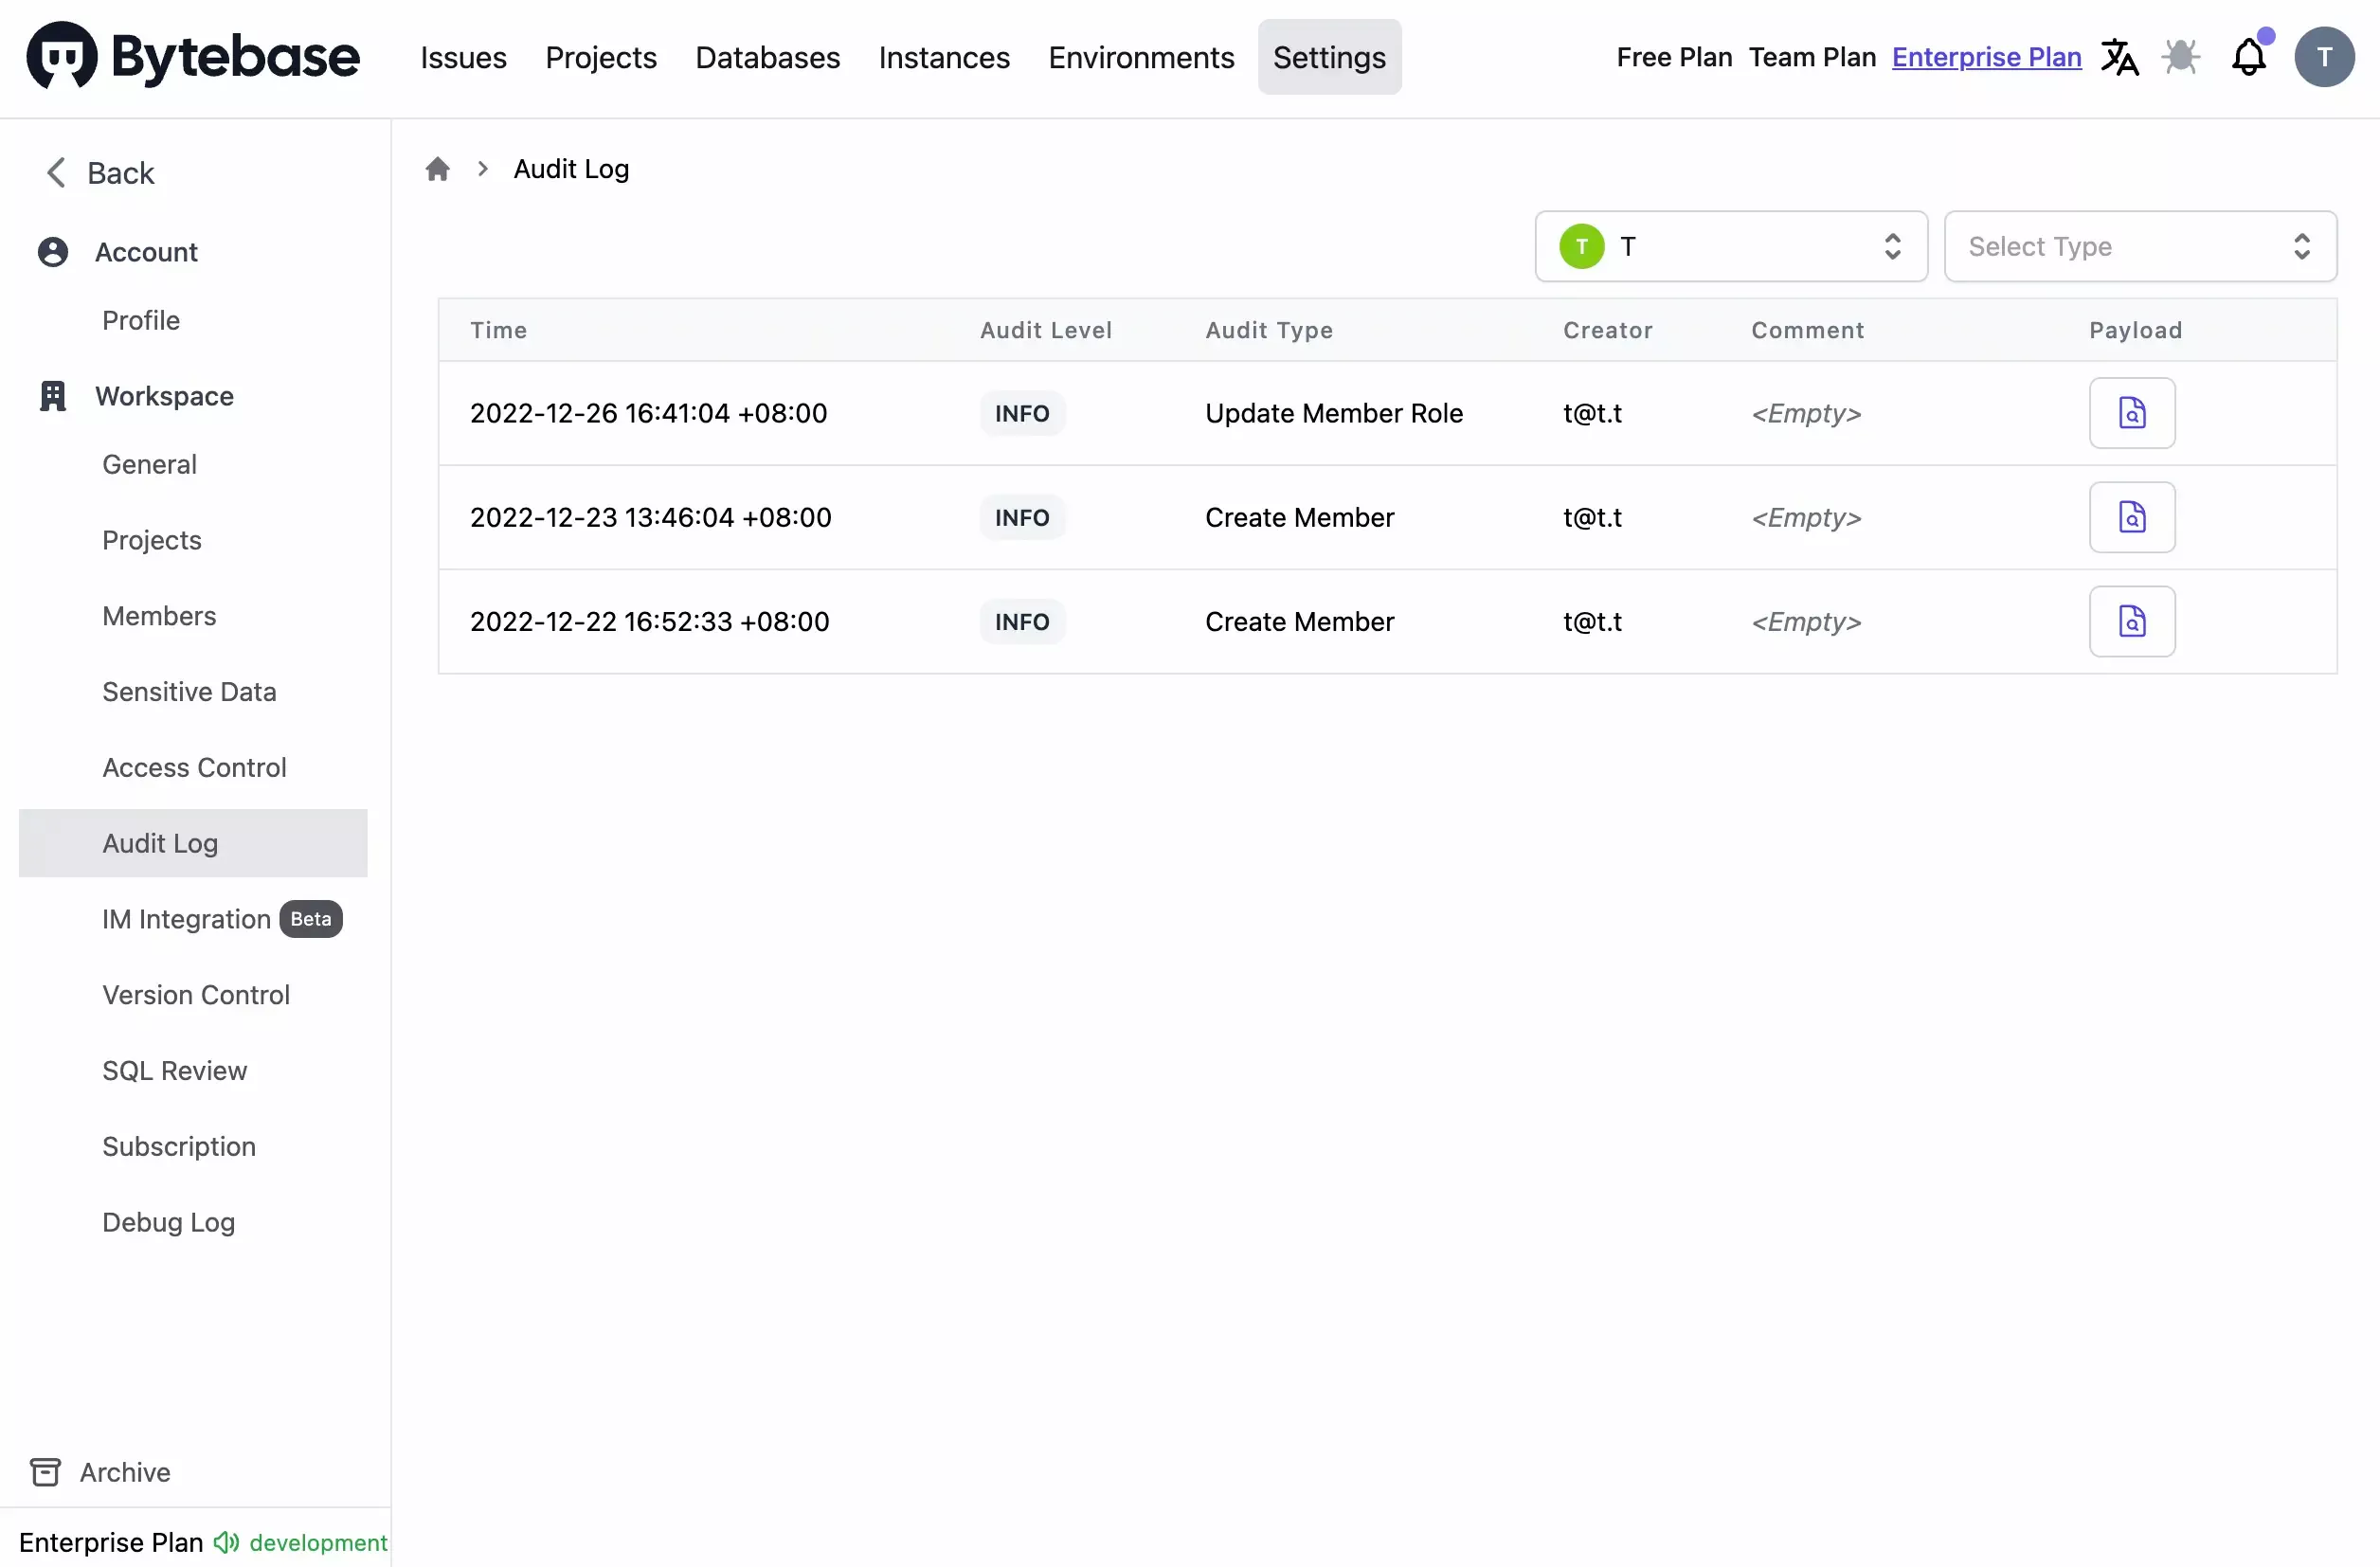 Bytebase Issues Projects Databases Instances Environments Settings Free Plan Team Plan Enterprise Plan T
Back
Account
Profile
Workspace
General
Projects
Members
Sensitive Data
Access Control
Audit Log
IM Integration Beta
Version Control
SQL Review
Subscription
Debug Log
Archive
Enterprise Plan development
Audit Log
T T Select Type
Time Audit Level Audit Type Creator Comment Payload
2022-12-26 16:41:04 +08:00 INFO Update Member Role t@t.t <Empty>
2022-12-23 13:46:04 +08:00 INFO Create Member t@t.t <Empty>
2022-12-22 16:52:33 +08:00 INFO Create Member t@t.t <Empty>